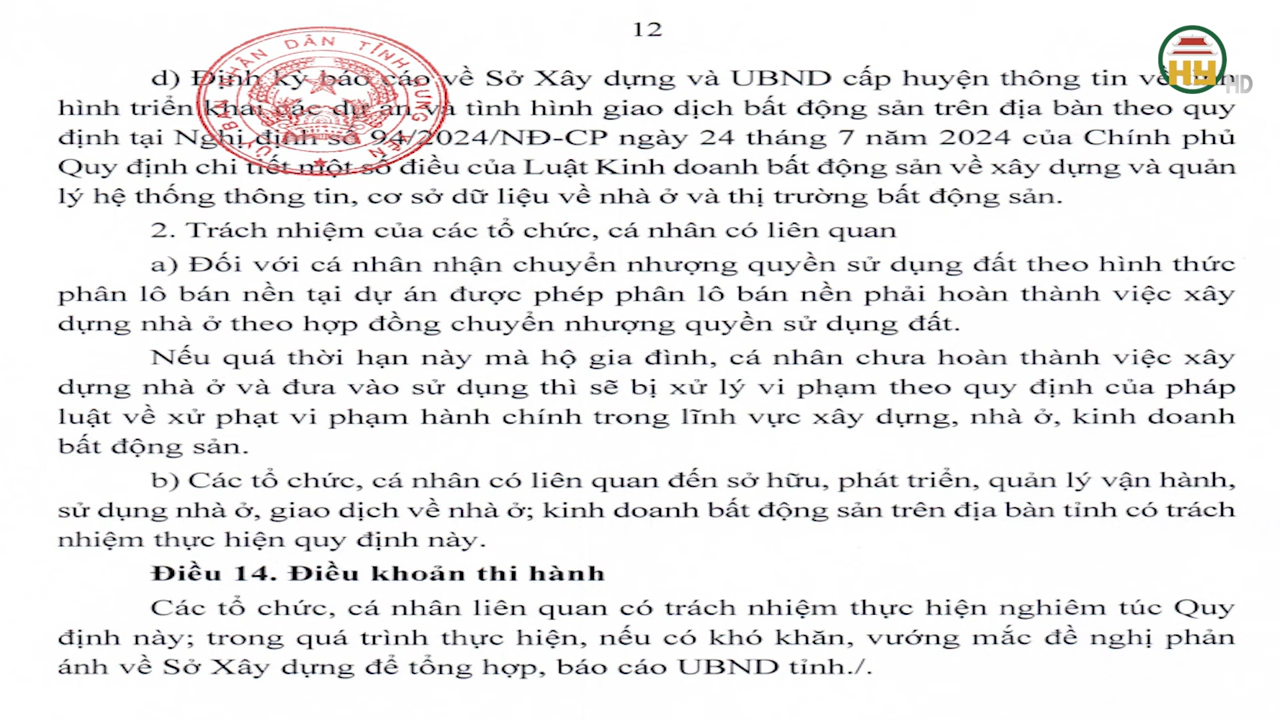 12
d) Định kỳ báo cáo về Sở Xây dựng và UBND cấp huyện thông tin về tình
hình triển khai các dự án và tình hình giao dịch bất động sản trên địa bàn theo quy
định tại Nghị định số 94/2024/NĐ-CP ngày 24 tháng 7 năm 2024 của Chính phủ
Quy định chi tiết một số điều của Luật Kinh doanh bất động sản về xây dựng và quản
lý hệ thống thông tin, cơ sở dữ liệu về nhà ở và thị trường bất động sản.
2. Trách nhiệm của các tổ chức, cá nhân có liên quan
a) Đối với cá nhân nhận chuyển nhượng quyền sử dụng đất theo hình thức
phân lô bán nền tại dự án được phép phân lô bán nền phải hoàn thành việc xây
dựng nhà ở theo hợp đồng chuyển nhượng quyền sử dụng đất.
Nếu quá thời hạn này mà hộ gia đình, cá nhân chưa hoàn thành việc xây
dựng nhà ở và đưa vào sử dụng thì sẽ bị xử lý vi phạm theo quy định của pháp
luật về xử phạt vi phạm hành chính trong lĩnh vực xây dựng, nhà ở, kinh doanh
bất động sản.
b) Các tổ chức, cá nhân có liên quan đến sở hữu, phát triển, quản lý vận hành,
sử dụng nhà ở, giao dịch về nhà ở; kinh doanh bất động sản trên địa bàn tỉnh có trách
nhiệm thực hiện quy định này.
Điều 14. Điều khoản thi hành
Các tổ chức, cá nhân liên quan có trách nhiệm thực hiện nghiêm túc Quy
định này; trong quá trình thực hiện, nếu có khó khăn, vướng mắc đề nghị phản
ánh về Sở Xây dựng để tổng hợp, báo cáo UBND tỉnh./.
ỦY BAN NHÂN DÂN TỈNH HƯNG YÊN
HY HD